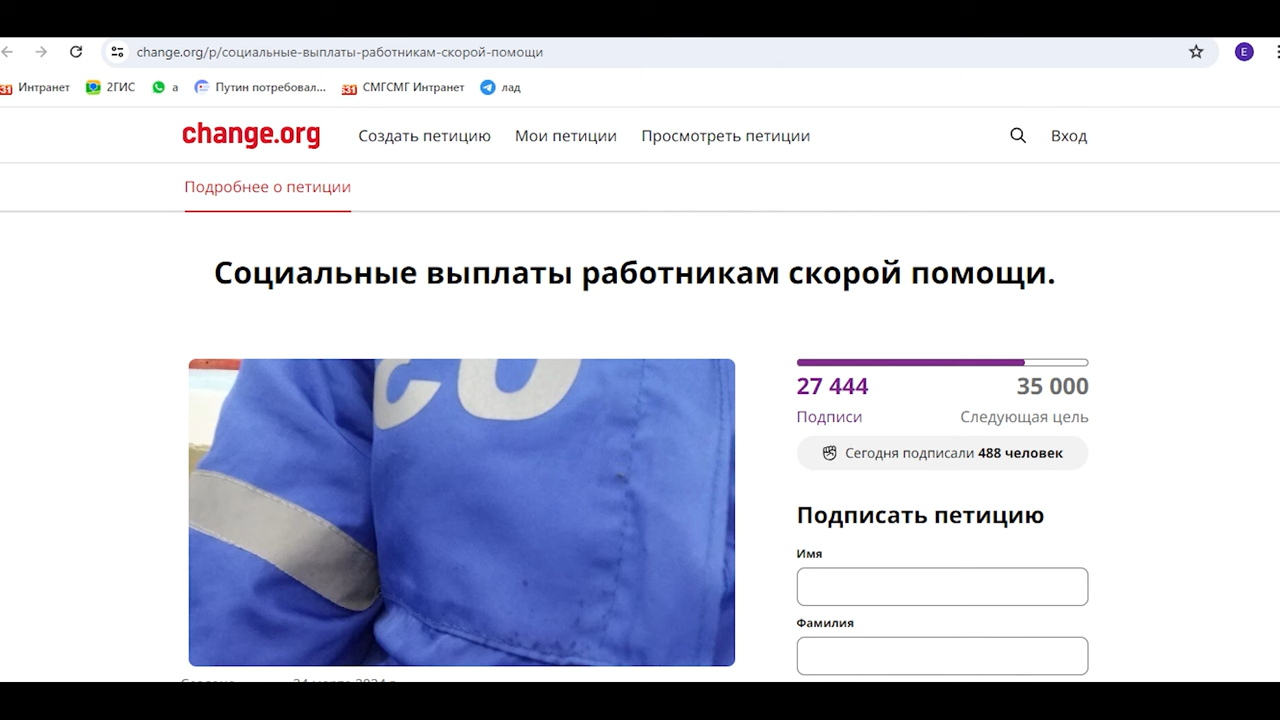 change.org/p/социальные-выплаты-работникам-скорой-помощи
E
31 Интранет 2ГИС а Путин потребовал... 31 СМГСМГ Интранет лад
change.org Создать петицию Мои петиции Просмотреть петиции Вход
Подробнее о петиции
Социальные выплаты работникам скорой помощи.
27 444 35 000
Подписи Следующая цель
Сегодня подписали 488 человек
Подписать петицию
Имя
Фамилия